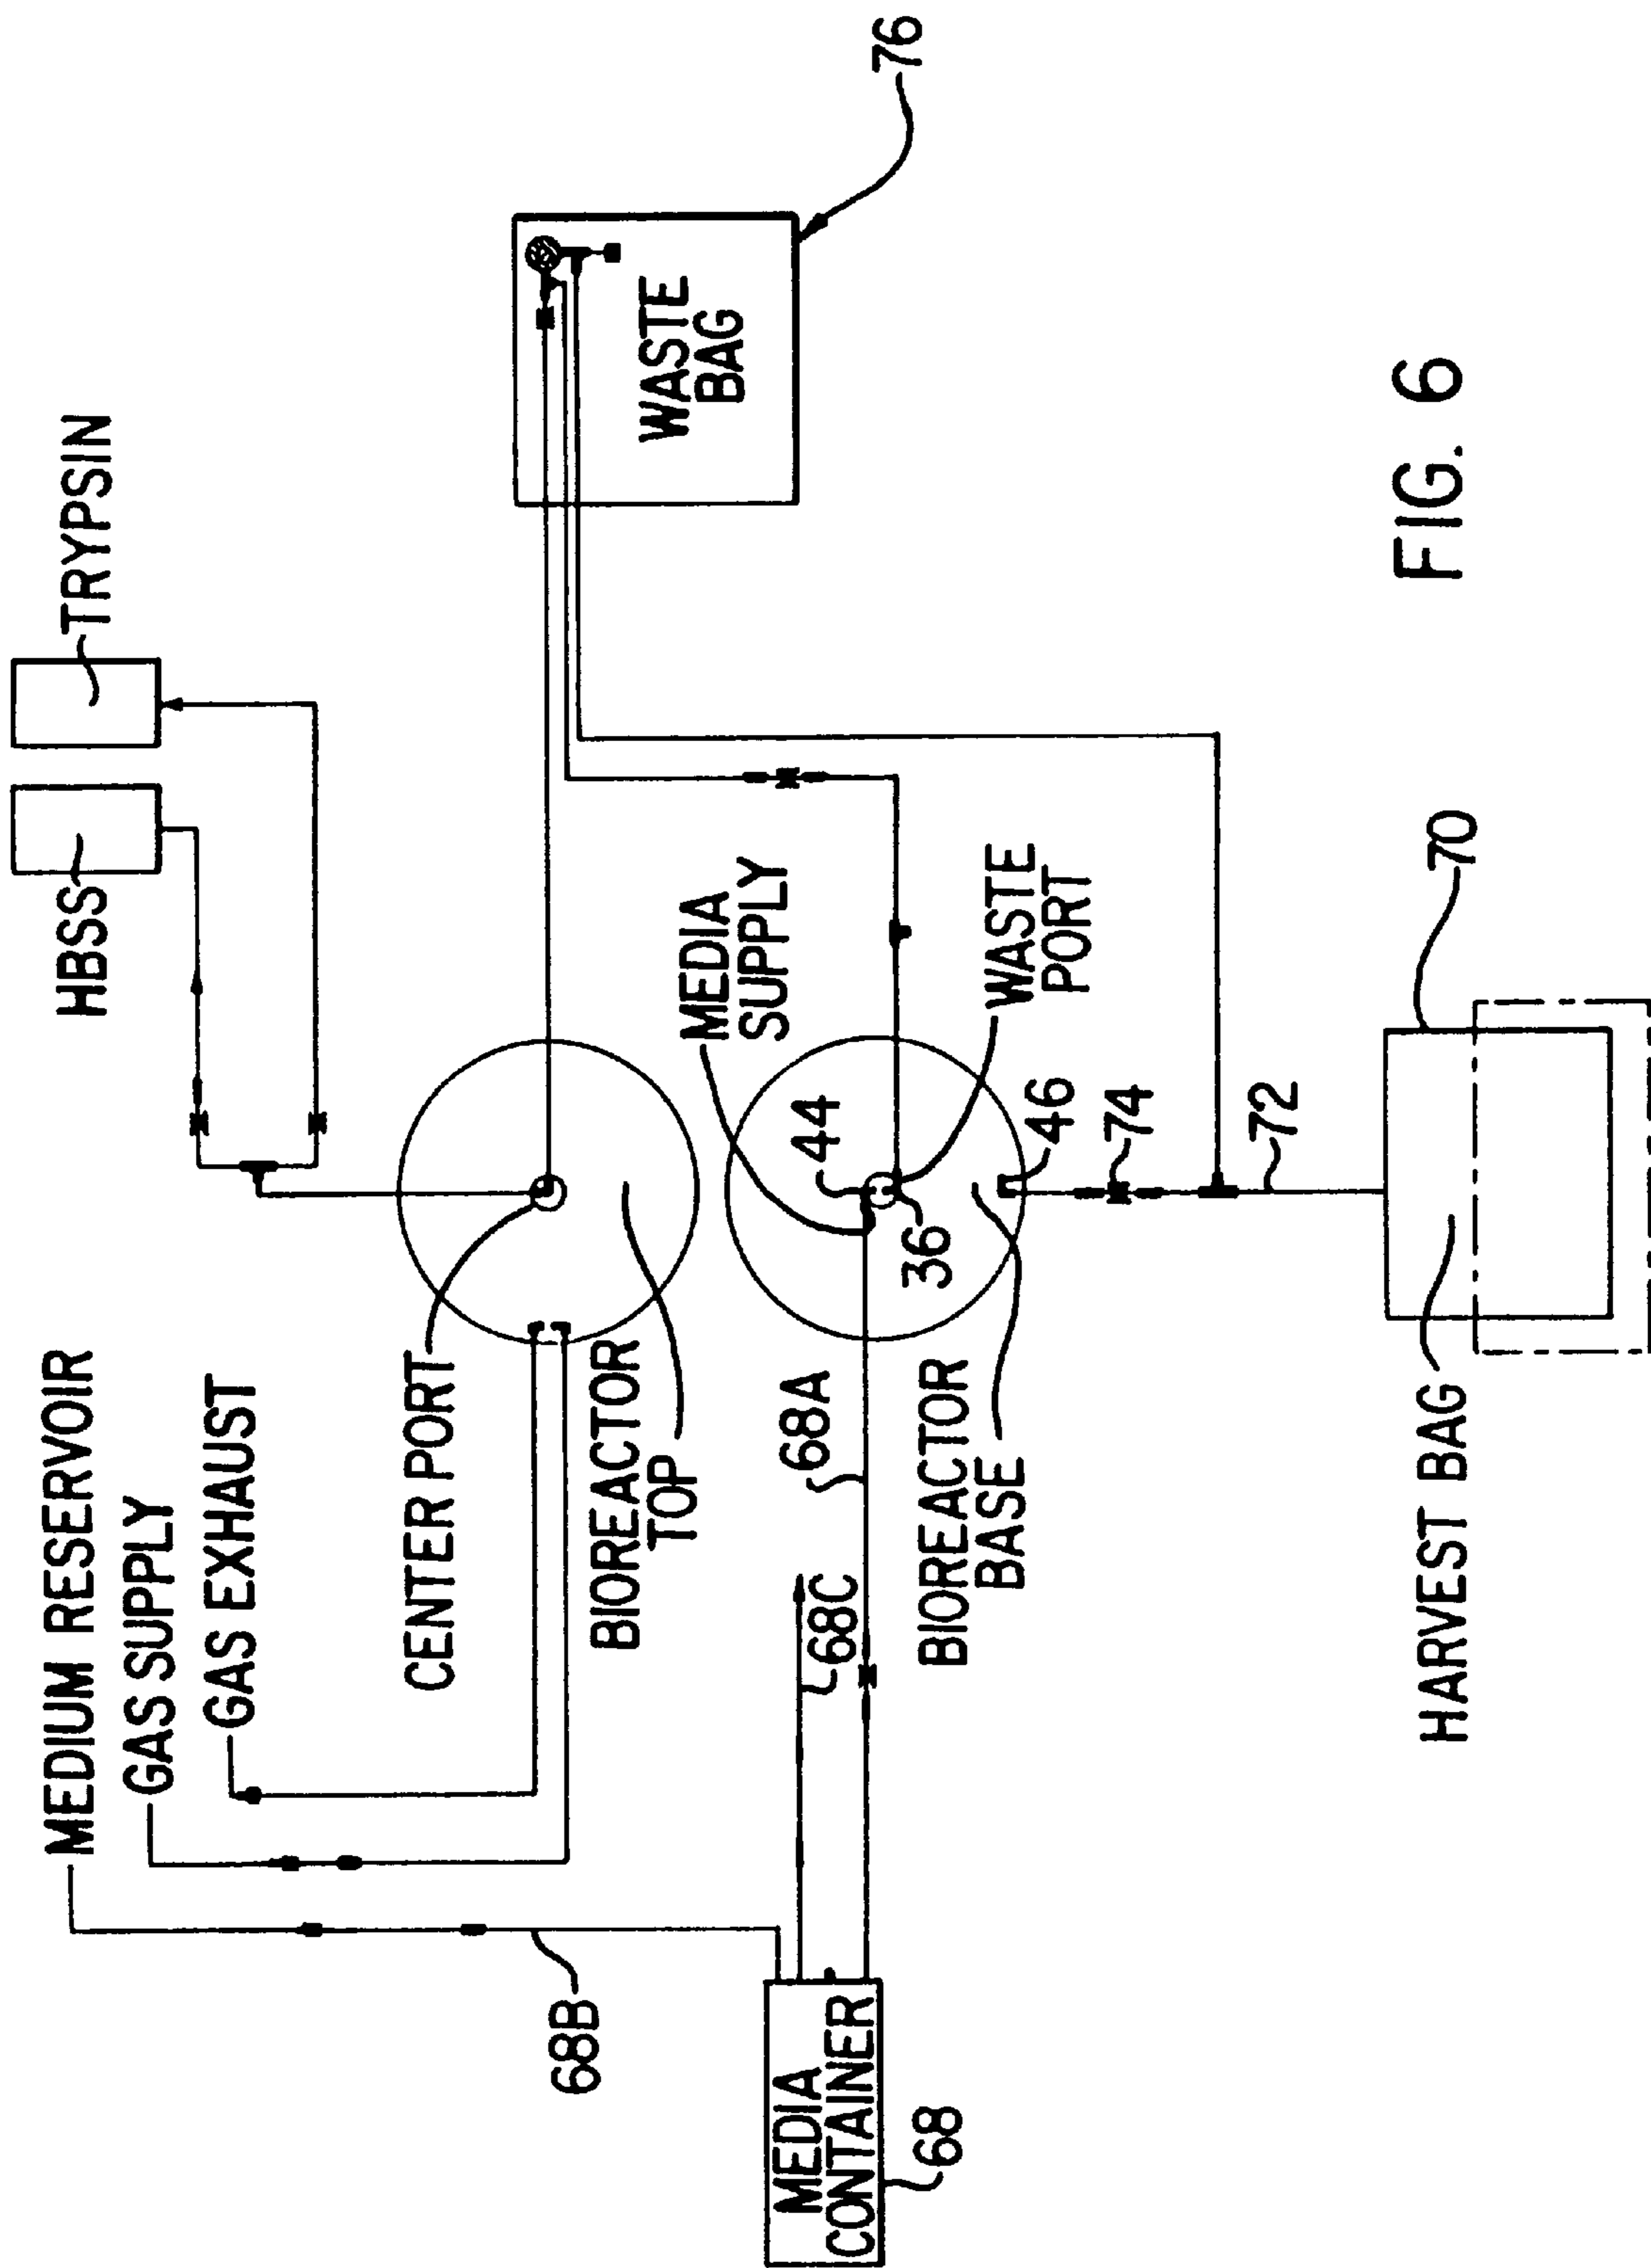 MEDIUM RESERVOIR
GAS SUPPLY
GAS EXHAUST
HBSS
TRYPSIN
68B
CENTER PORT
BIOREACTOR
TOP
MEDIA
SUPPLY
WASTE
BAG
76
MEDIA
CONTAINER
68
68C
68A
44
36
WASTE
PORT
BIOREACTOR
BASE
46
74
72
70
HARVEST BAG
FIG. 6